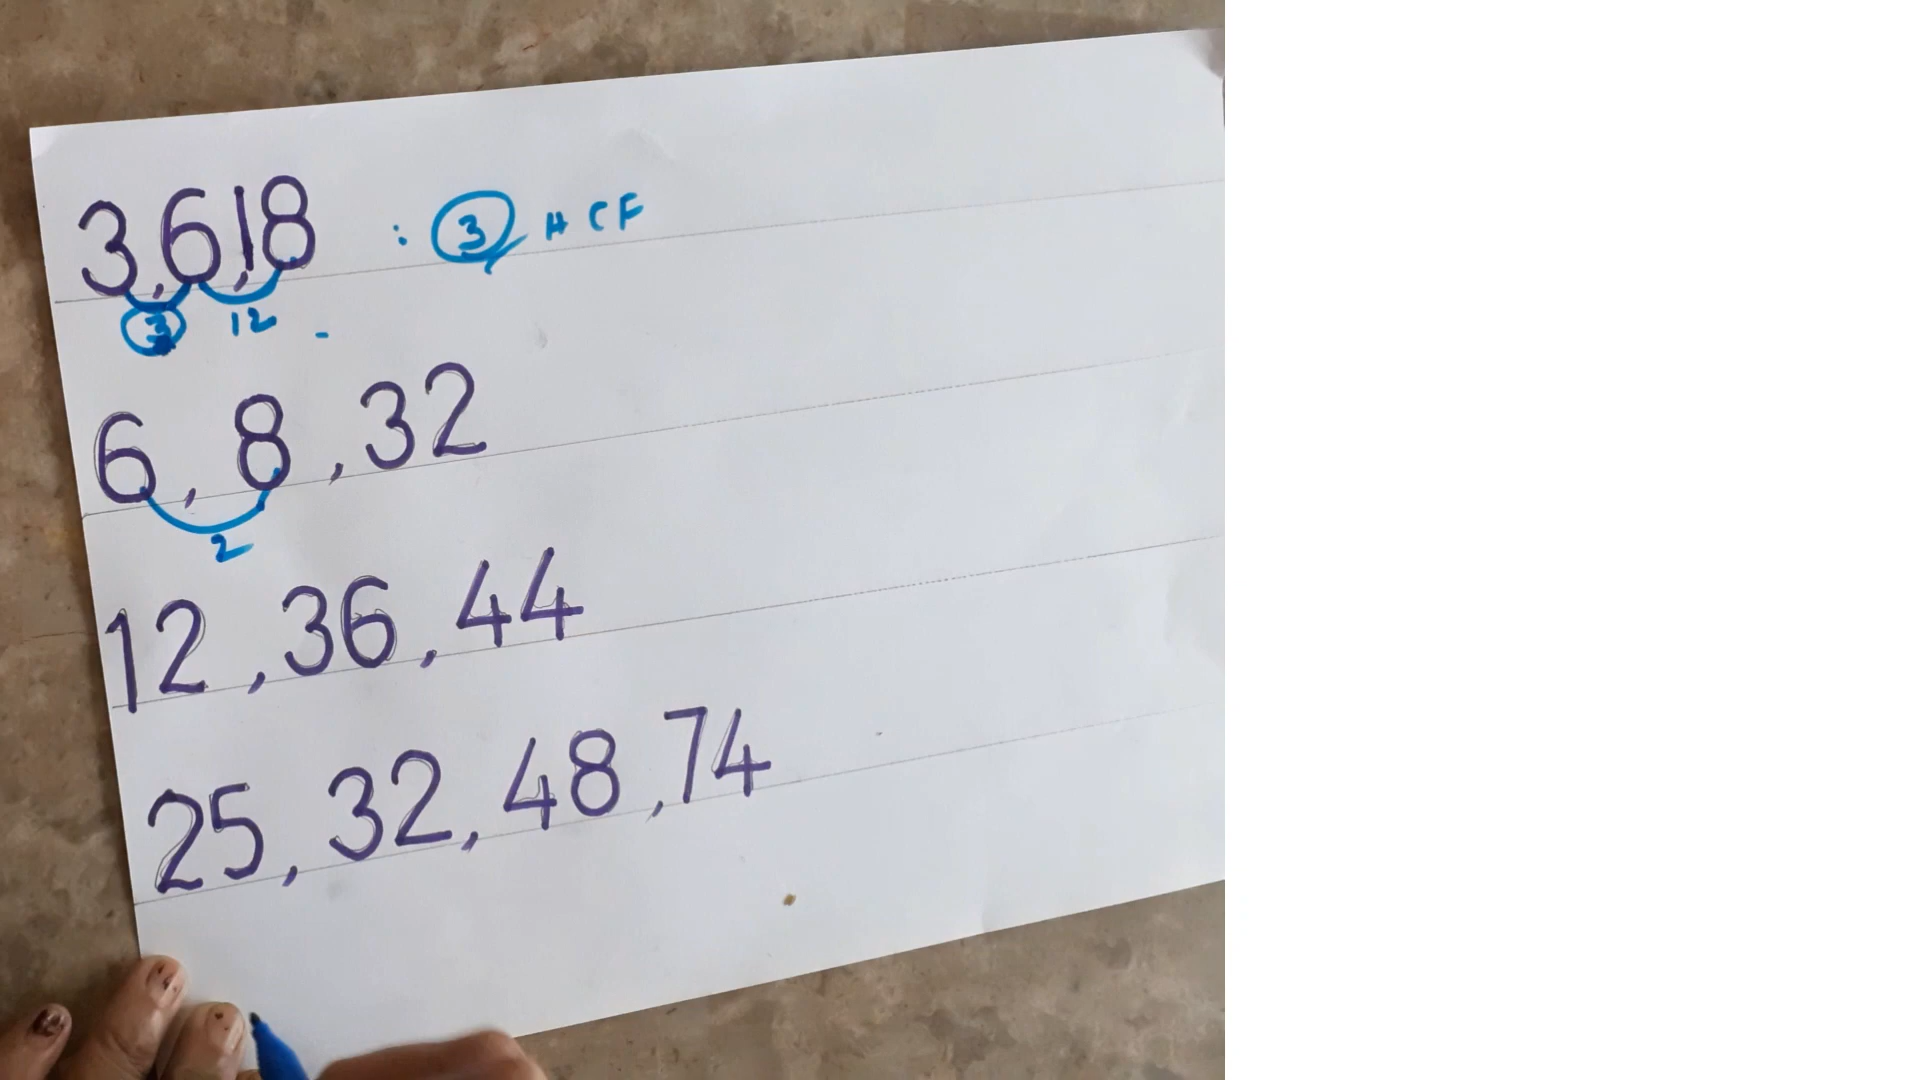 3,6,18 : 3 HCF
3 12 -
6, 8, 32
2
12, 36, 44
25, 32, 48, 74